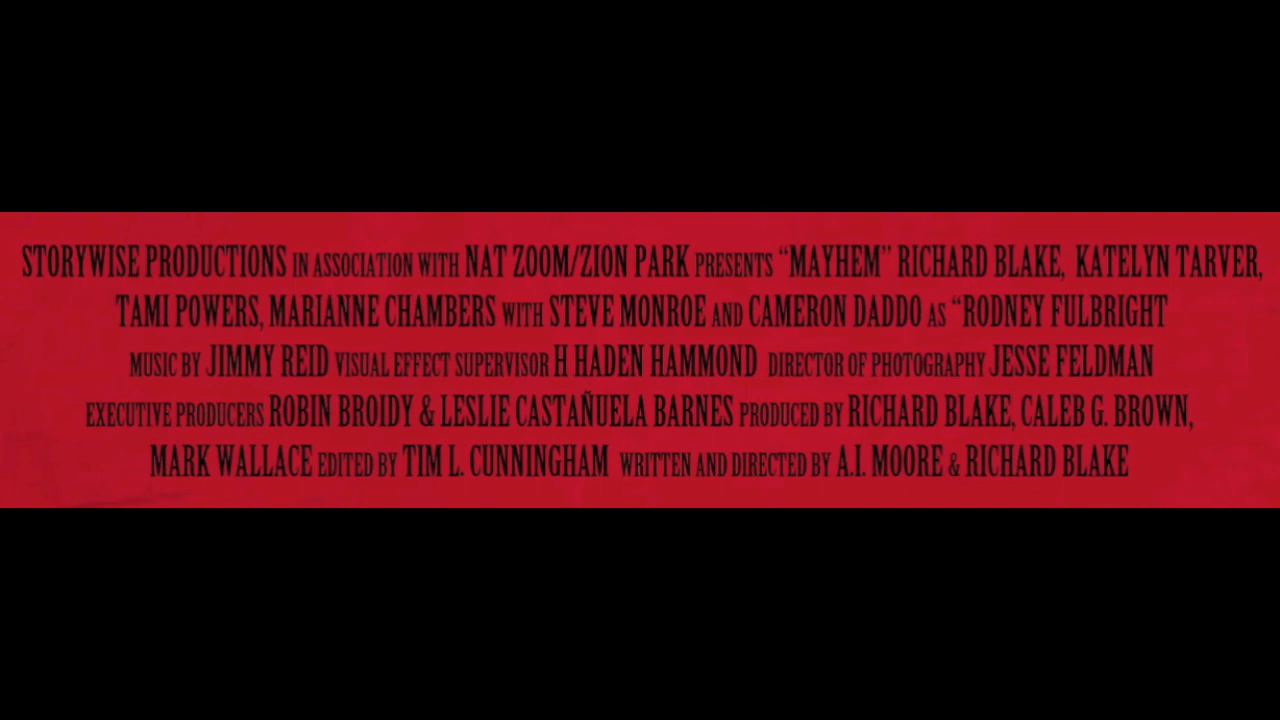 STORYWISE PRODUCTIONS IN ASSOCIATION WITH NAT ZOOM/ZION PARK PRESENTS “MAYHEM” RICHARD BLAKE, KATELYN TARVER,
TAMI POWERS, MARIANNE CHAMBERS WITH STEVE MONROE AND CAMERON DADDO AS “RODNEY FULBRIGHT
MUSIC BY JIMMY REID VISUAL EFFECT SUPERVISOR H HADEN HAMMOND DIRECTOR OF PHOTOGRAPHY JESSE FELDMAN
EXECUTIVE PRODUCERS ROBIN BROIDY & LESLIE CASTAÑUELA BARNES PRODUCED BY RICHARD BLAKE, CALEB G. BROWN,
MARK WALLACE EDITED BY TIM L. CUNNINGHAM WRITTEN AND DIRECTED BY A.I. MOORE & RICHARD BLAKE